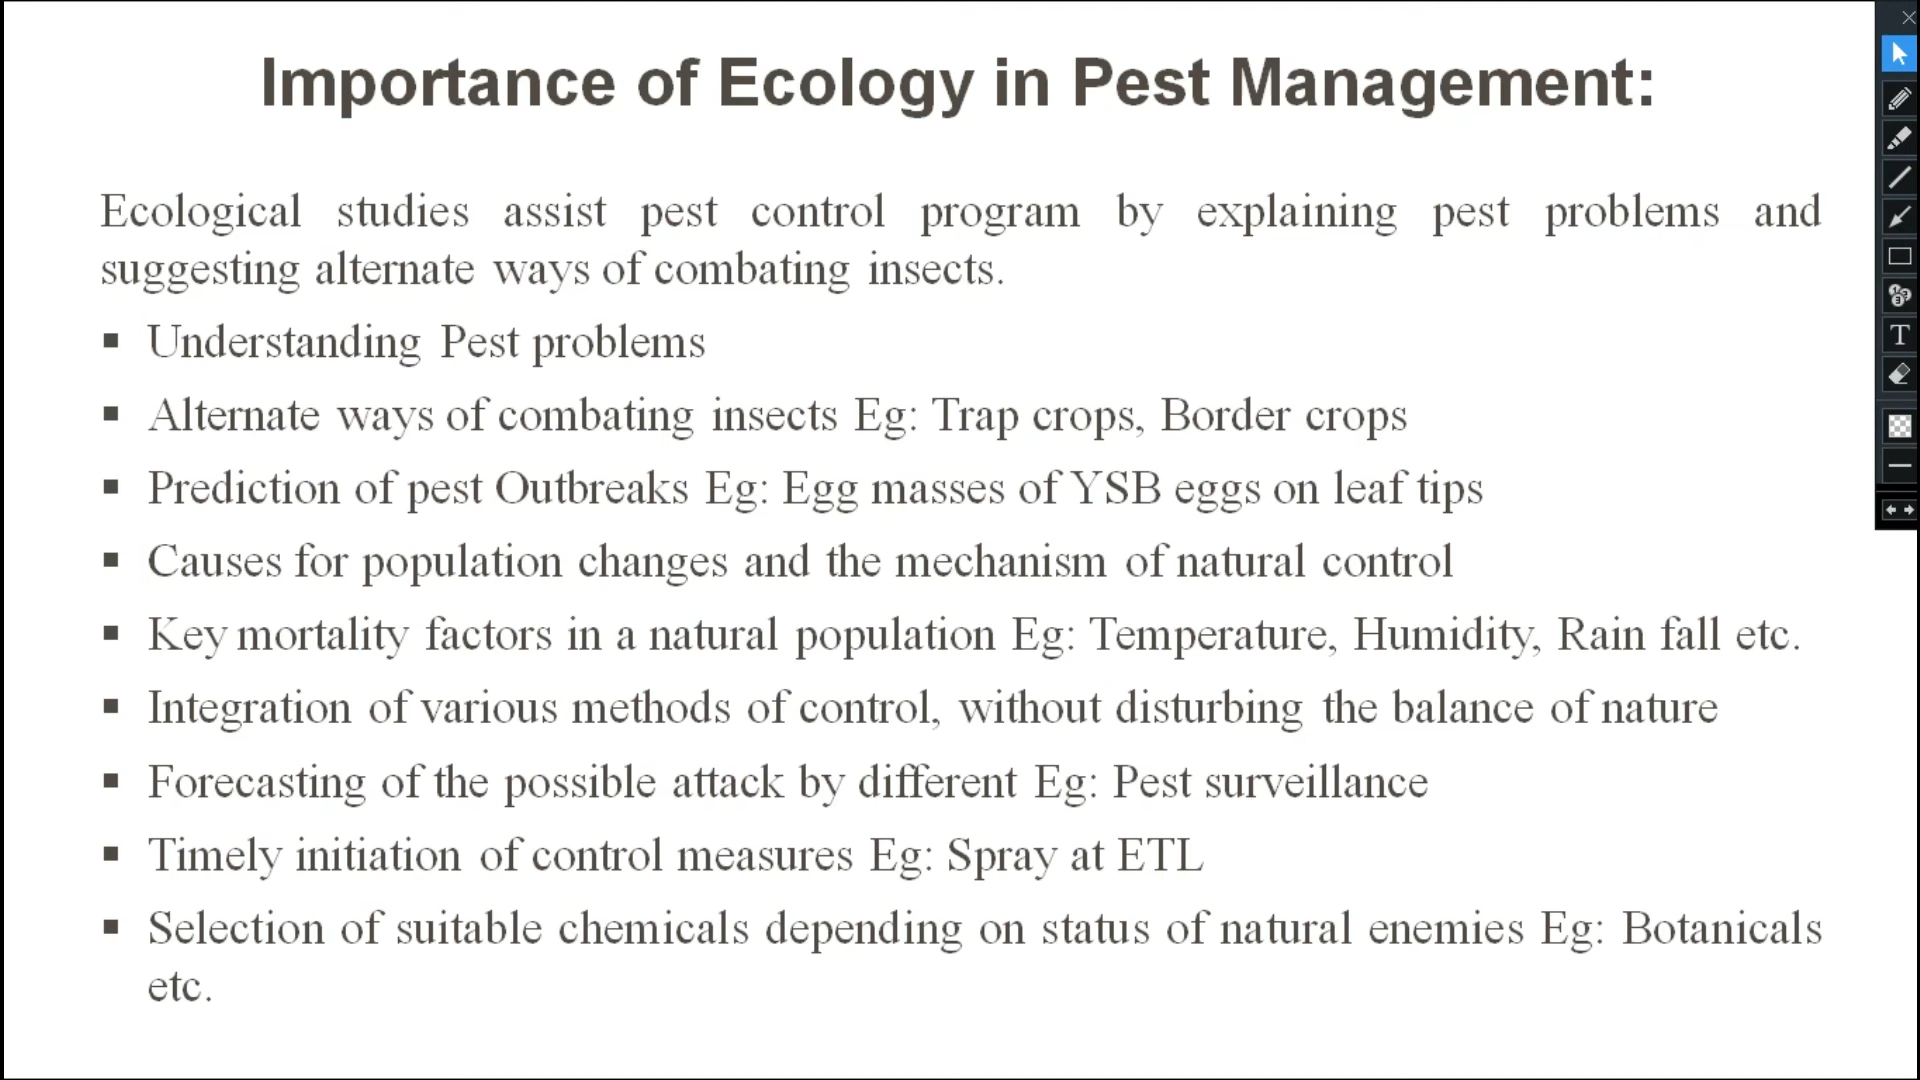 Importance of Ecology in Pest Management:
Ecological studies assist pest control program by explaining pest problems and
suggesting alternate ways of combating insects.
▪ Understanding Pest problems
▪ Alternate ways of combating insects Eg: Trap crops, Border crops
▪ Prediction of pest Outbreaks Eg: Egg masses of YSB eggs on leaf tips
▪ Causes for population changes and the mechanism of natural control
▪ Key mortality factors in a natural population Eg: Temperature, Humidity, Rain fall etc.
▪ Integration of various methods of control, without disturbing the balance of nature
▪ Forecasting of the possible attack by different Eg: Pest surveillance
▪ Timely initiation of control measures Eg: Spray at ETL
▪ Selection of suitable chemicals depending on status of natural enemies Eg: Botanicals
etc.